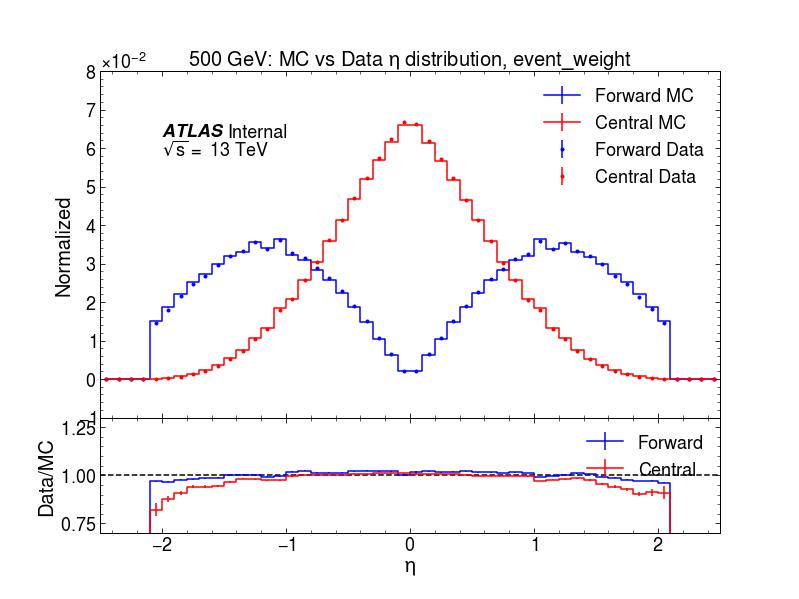 ×10⁻²
500 GeV: MC vs Data η distribution, event_weight
8
7
6
5
4
3
2
1
0
−1
Normalized
ATLAS Internal
√s = 13 TeV
Forward MC
Central MC
Forward Data
Central Data
1.25
1.00
0.75
Data/MC
Forward
Central
−2
−1
0
1
2
η